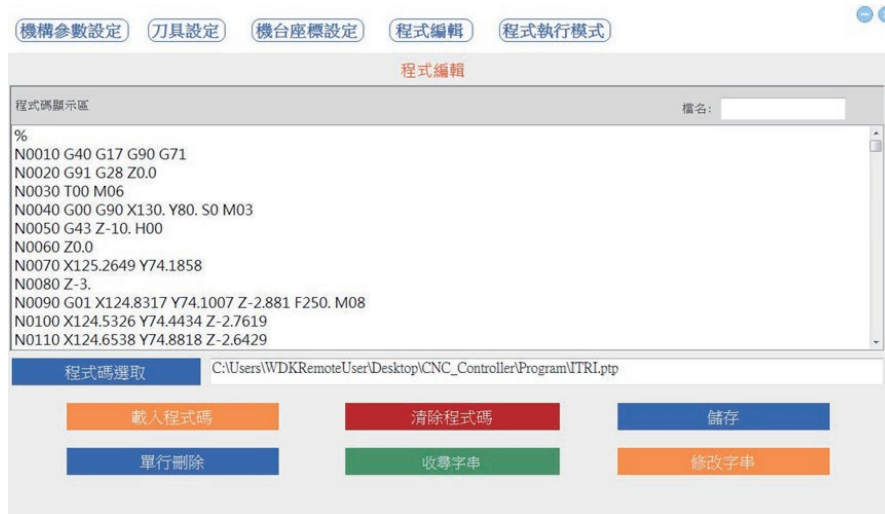 機構參數設定 刀具設定 機台座標設定 程式編輯 程式執行模式
程式編輯
程式碼顯示區 檔名:
%
N0010 G40 G17 G90 G71
N0020 G91 G28 Z0.0
N0030 T00 M06
N0040 G00 G90 X130. Y80. S0 M03
N0050 G43 Z-10. H00
N0060 Z0.0
N0070 X125.2649 Y74.1858
N0080 Z-3.
N0090 G01 X124.8317 Y74.1007 Z-2.881 F250. M08
N0100 X124.5326 Y74.4434 Z-2.7619
N0110 X124.6538 Y74.8818 Z-2.6429
程式碼選取 C:\Users\WDKRemoteUser\Desktop\CNC_Controller\Program\ITRI.ptp
載入程式碼 清除程式碼 儲存
單行刪除 收尋字串 修改字串